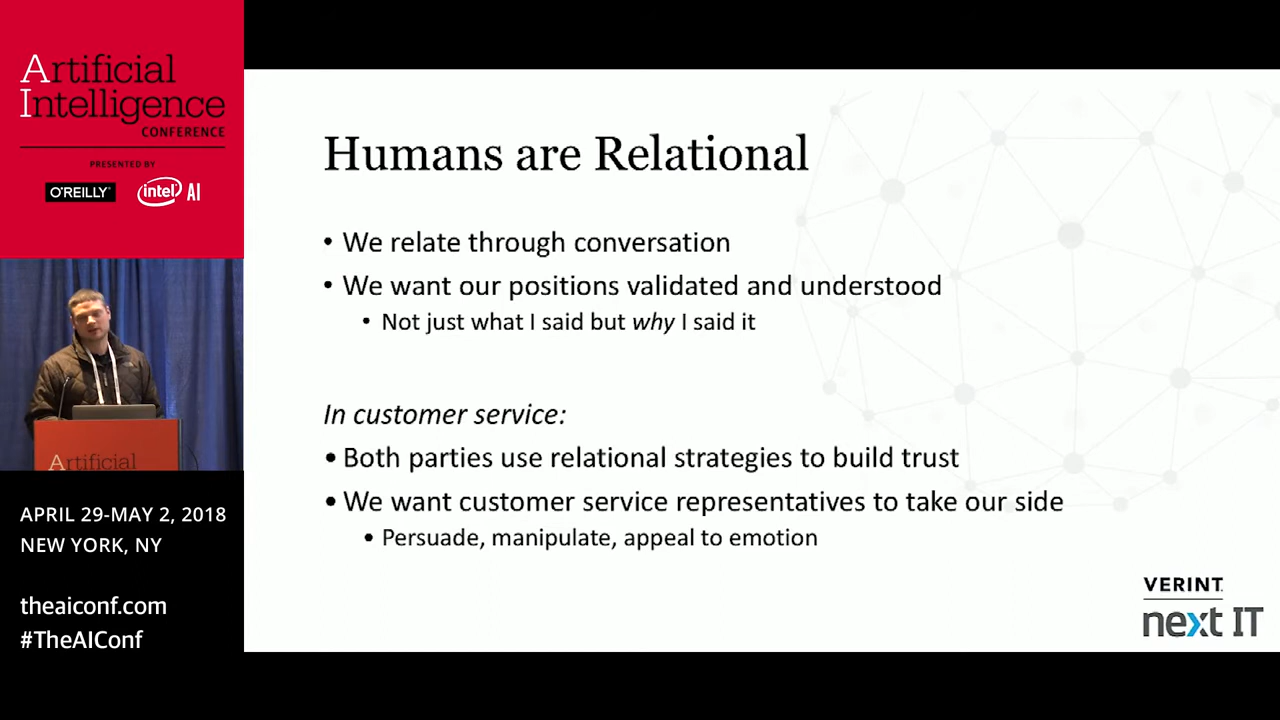 Artificial
Intelligence
CONFERENCE
PRESENTED BY
O'REILLY intel AI
Artificial
APRIL 29-MAY 2, 2018
NEW YORK, NY
theaiconf.com
#TheAIConf
Humans are Relational
• We relate through conversation
• We want our positions validated and understood
• Not just what I said but why I said it
In customer service:
• Both parties use relational strategies to build trust
• We want customer service representatives to take our side
• Persuade, manipulate, appeal to emotion
VERINT
next IT